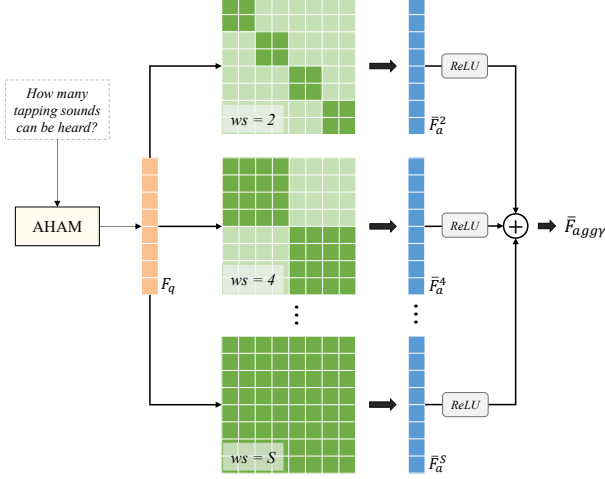 How many
tapping sounds
can be heard?
AHAM
F_q
ws = 2
F̄_a^2
ReLU
ws = 4
F̄_a^4
ReLU
F̄_{aggγ}
ws = S
F̄_a^S
ReLU